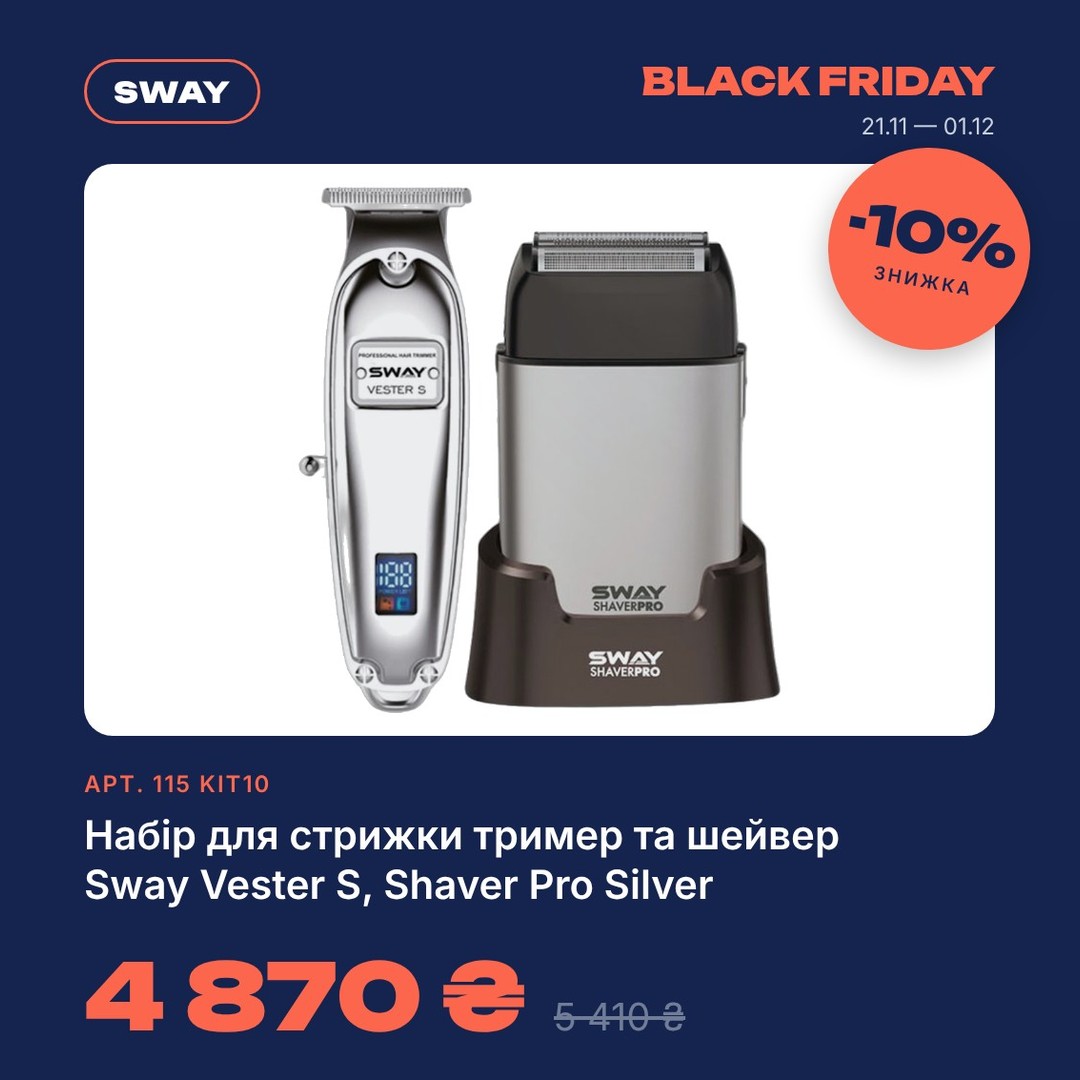 SWAY
BLACK FRIDAY
21.11 — 01.12
-10%
ЗНИЖКА
PROFESSIONAL HAIR TRIMMER
SWAY
VESTER S
188
SWAY
SHAVERPRO
SWAY
SHAVERPRO
АРТ. 115 KIT10
Набір для стрижки тример та шейвер
Sway Vester S, Shaver Pro Silver
4 870 ₴
5 410 ₴